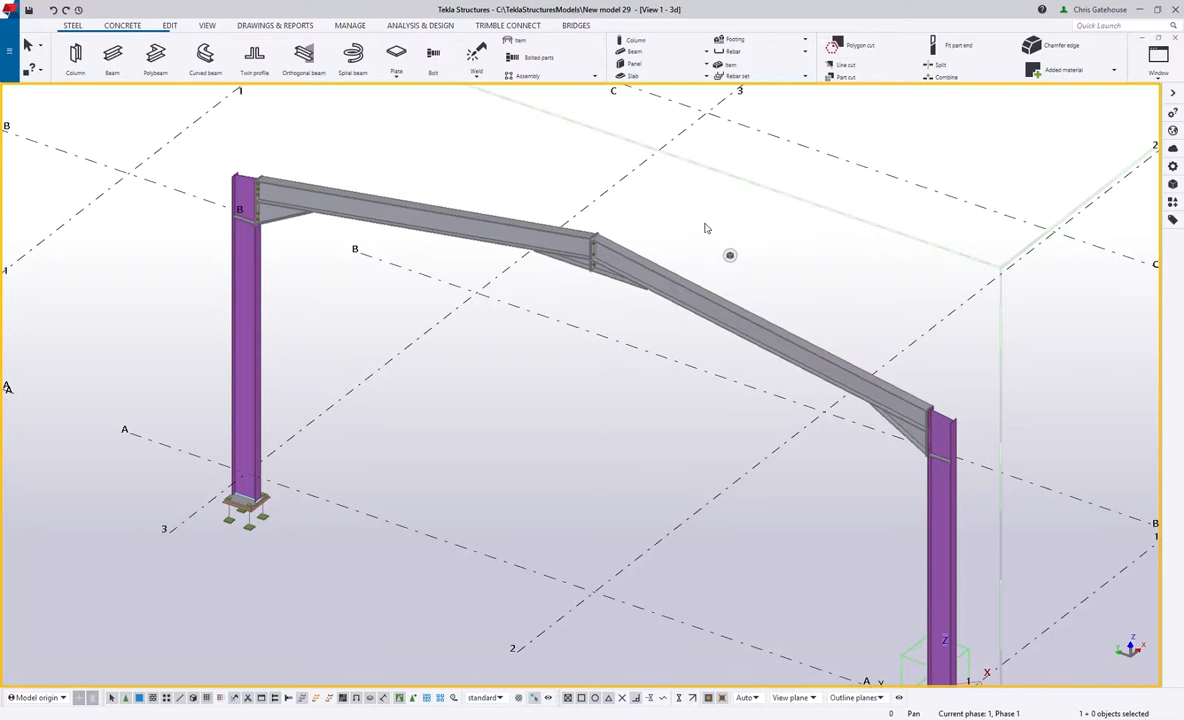 Tekla Structures - C:\TeklaStructuresModels\New model 29 - [View 1 - 3d]
Chris Gatehouse
STEEL CONCRETE EDIT VIEW DRAWINGS & REPORTS MANAGE ANALYSIS & DESIGN TRIMBLE CONNECT BRIDGES
Quick Launch
Column
Beam
Polybeam
Curved beam
Twin profile
Orthogonal beam
Spiral beam
Plate
Bolt
Weld
Item
Bolted parts
Assembly
Column
Beam
Panel
Slab
Footing
Rebar
Item
Rebar set
Polygon cut
Line cut
Part cut
Fit part end
Split
Combine
Chamfer edge
Added material
Window
1
C
3
B
2
B
B
C
1
A
A
A
3
B
1
2
Z
X
A
Y
1
Z
X
Model origin
standard
Auto
View plane
Outline planes
0
Pan
Current phase: 1, Phase 1
1 + 0 objects selected